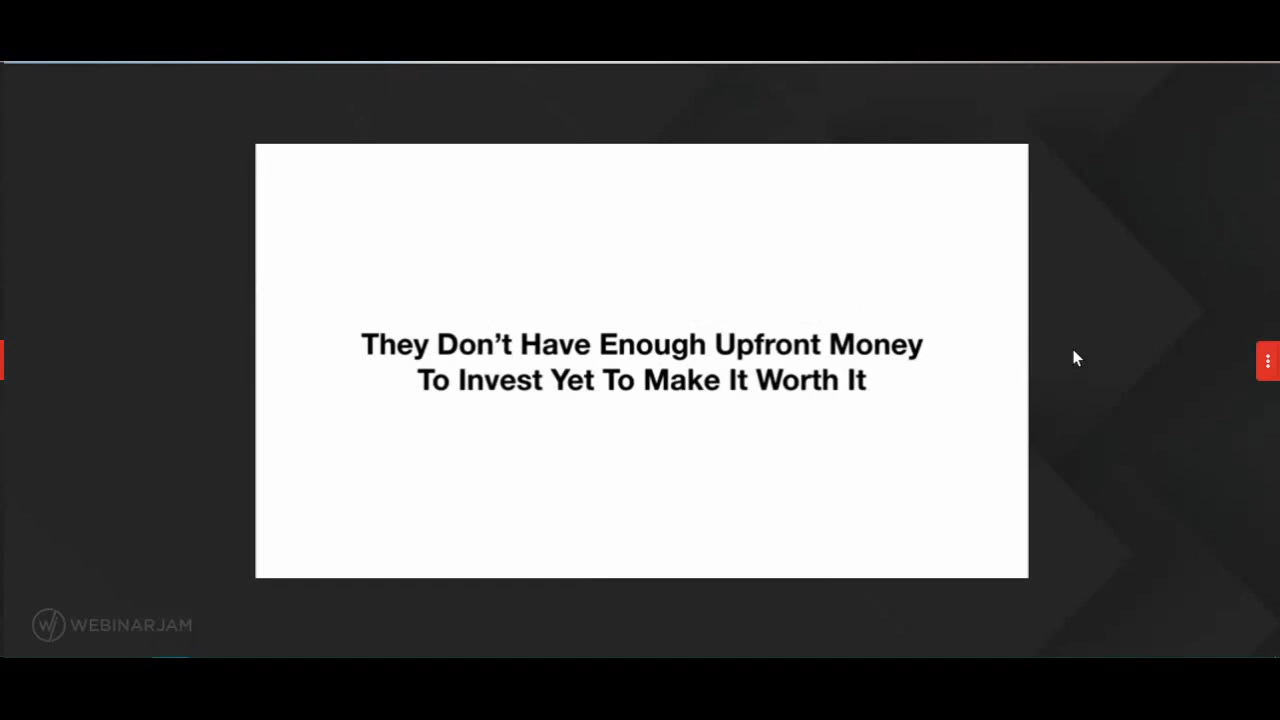 They Don’t Have Enough Upfront Money
To Invest Yet To Make It Worth It
WEBINARJAM